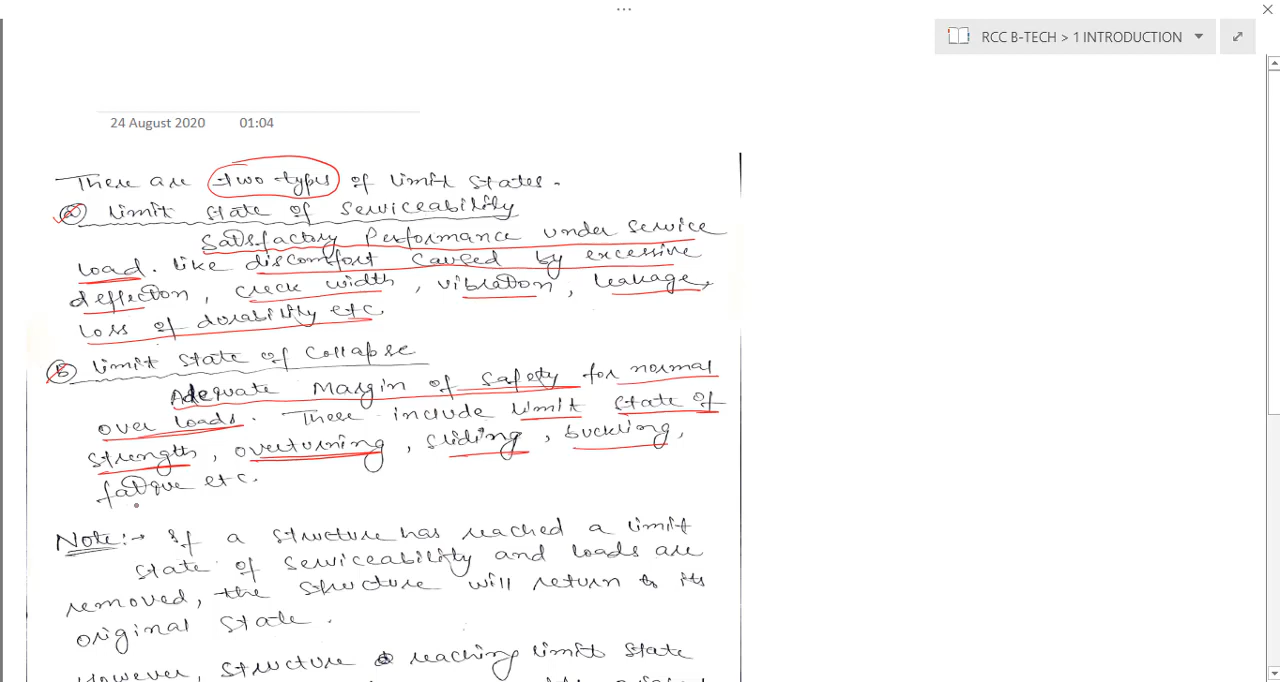 RCC B-TECH > 1 INTRODUCTION
24 August 2020 01:04
There are two types of limit states.
(a) limit state of serviceability
Satisfactory Performance under service
load. like discomfort caused by excessive
deflection, creck width, vibration, leakage,
loss of durability etc.
(b) limit state of collapse
Adequate Margin of safety for normal
over loads. These include limit state of
strength, overturning, sliding, buckling,
fatique etc.
Note:→ If a structure has reached a limit
state of serviceability and loads are
removed, the structure will return to its
original state.
However, structure reaching limit state